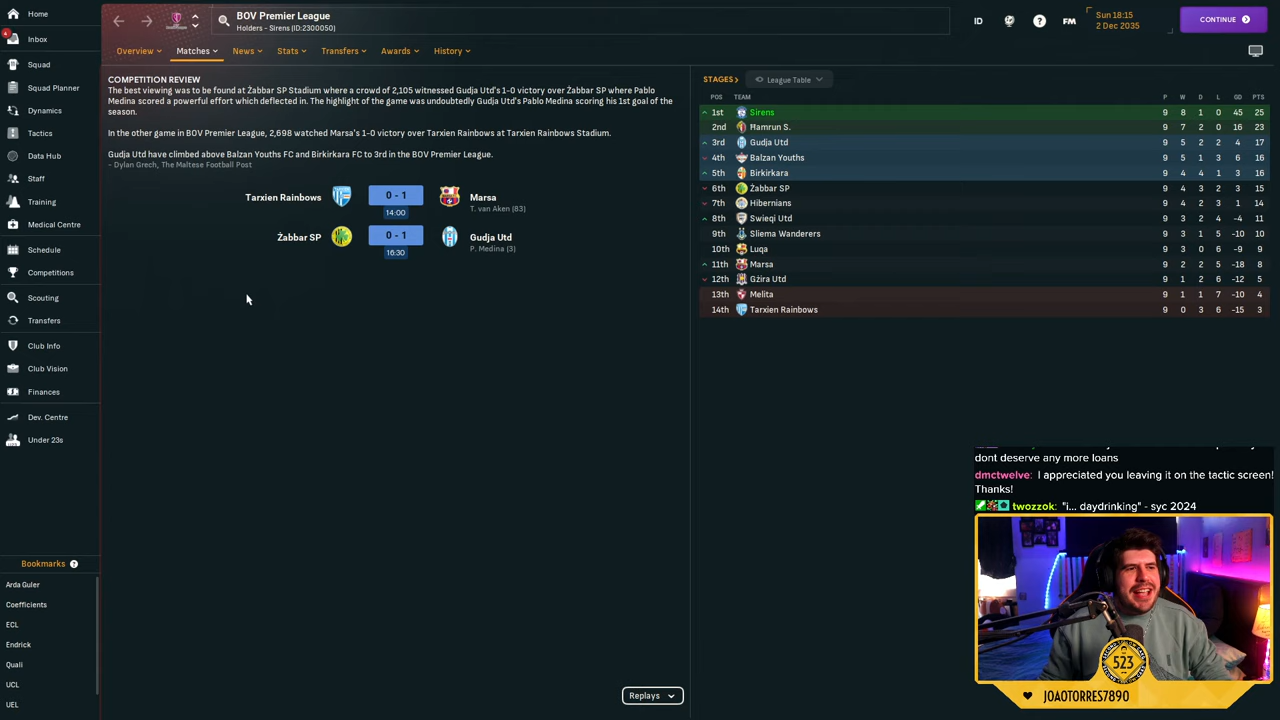 Home
BOV Premier League
Holders - Sirens (ID:2300050)
ID
FM
Sun 18:15
2 Dec 2035
CONTINUE
Inbox
Overview
Matches
News
Stats
Transfers
Awards
History
Squad
Squad Planner
Dynamics
Tactics
Data Hub
Staff
Training
Medical Centre
Schedule
Competitions
Scouting
Transfers
Club Info
Club Vision
Finances
Dev. Centre
Under 23s
Bookmarks
Arda Guler
Coefficients
ECL
Endrick
Quali
UCL
UEL
COMPETITION REVIEW
The best viewing was to be found at Żabbar SP Stadium where a crowd of 2,105 witnessed Gudja Utd's 1-0 victory over Żabbar SP where Pablo
Medina scored a powerful effort which deflected in. The highlight of the game was undoubtedly Gudja Utd's Pablo Medina scoring his 1st goal of the
season.
In the other game in BOV Premier League, 2,698 watched Marsa's 1-0 victory over Tarxien Rainbows at Tarxien Rainbows Stadium.
Gudja Utd have climbed above Balzan Youths FC and Birkirkara FC to 3rd in the BOV Premier League.
- Dylan Grech, The Maltese Football Post
Tarxien Rainbows 0 - 1 Marsa
14:00 T. van Aken (83)
Żabbar SP 0 - 1 Gudja Utd
16:30 P. Medina (3)
Replays
STAGES League Table
POS TEAM P W D L GD PTS
1st Sirens 9 8 1 0 45 25
2nd Ħamrun S. 9 7 2 0 16 23
3rd Gudja Utd 9 5 2 2 4 17
4th Balzan Youths 9 5 1 3 6 16
5th Birkirkara 9 4 4 1 3 16
6th Żabbar SP 9 4 3 2 3 15
7th Hibernians 9 4 2 3 1 14
8th Swieqi Utd 9 3 2 4 -4 11
9th Sliema Wanderers 9 3 1 5 -10 10
10th Luqa 9 3 0 6 -9 9
11th Marsa 9 2 2 5 -18 8
12th Gżira Utd 9 1 2 6 -12 5
13th Melita 9 1 1 7 -10 4
14th Tarxien Rainbows 9 0 3 6 -15 3
dont deserve any more loans
dmctwelve: I appreciated you leaving it on the tactic screen!
Thanks!
twozzok: "i... daydrinking" - syc 2024
523
JOAOTORRES7890